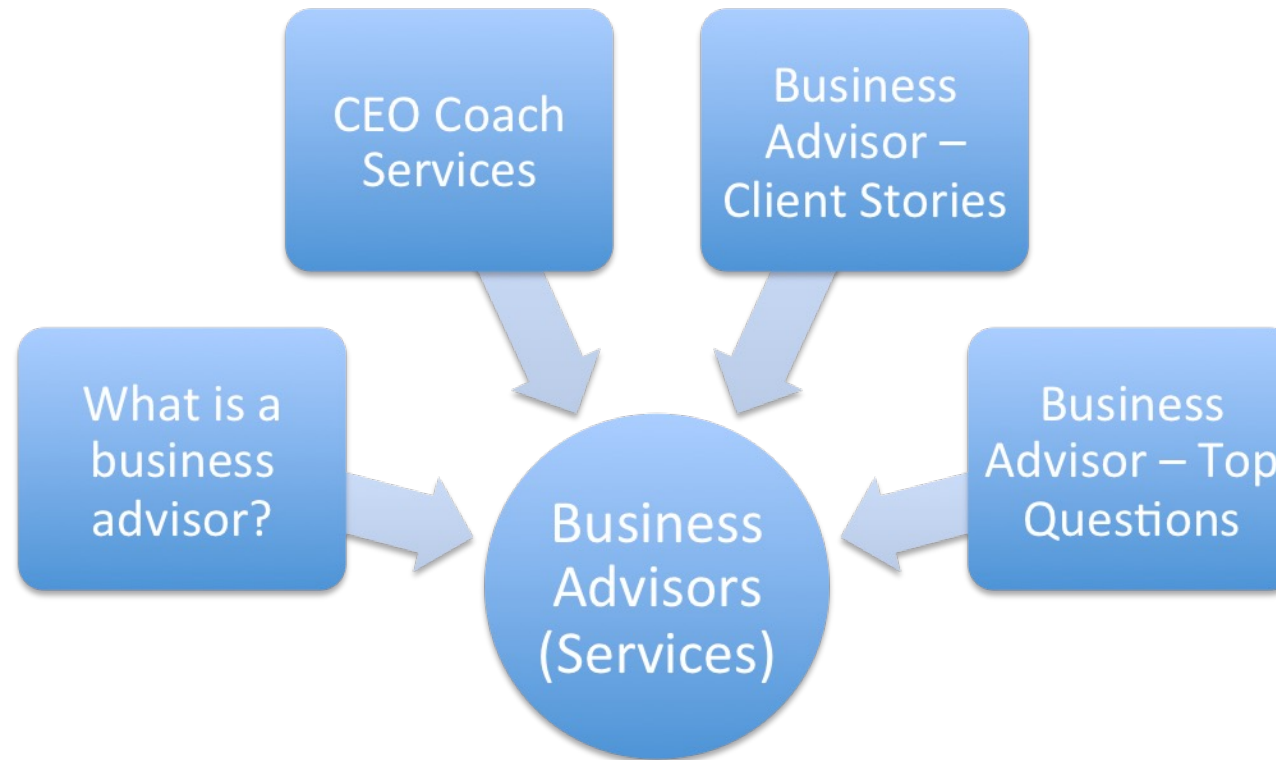 CEO Coach
Services
Business
Advisor –
Client Stories
What is a
business
advisor?
Business
Advisor – Top
Questions
Business
Advisors
(Services)